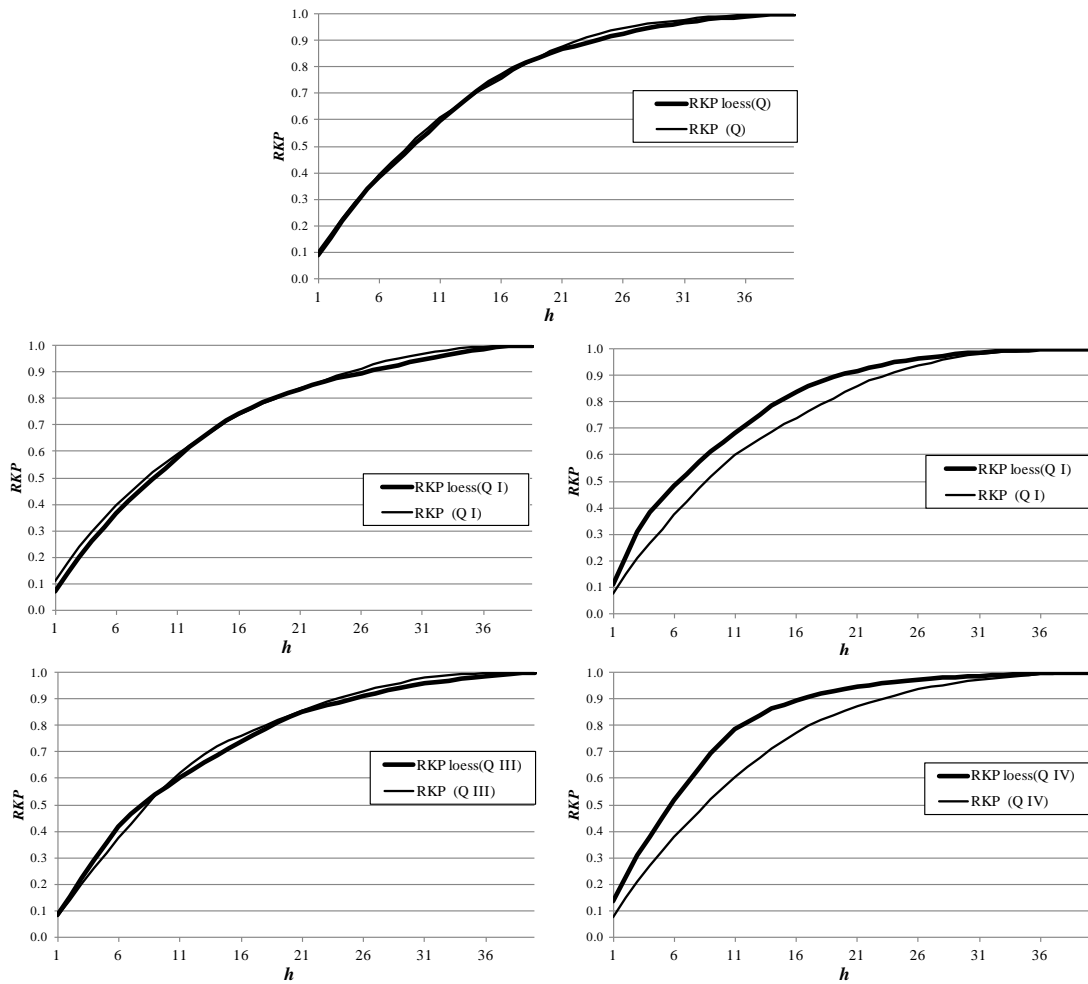 1.0
0.9
0.8
0.7
0.6
0.5
0.4
0.3
0.2
0.1
0.0
RKP
RKP loess(Q)
RKP (Q)
1 6 11 16 21 26 31 36
h
1.0
0.9
0.8
0.7
0.6
0.5
0.4
0.3
0.2
0.1
0.0
RKP
RKP loess(Q I)
RKP (Q I)
1 6 11 16 21 26 31 36
h
1.0
0.9
0.8
0.7
0.6
0.5
0.4
0.3
0.2
0.1
0.0
RKP
RKP loess(Q I)
RKP (Q I)
1 6 11 16 21 26 31 36
h
1.0
0.9
0.8
0.7
0.6
0.5
0.4
0.3
0.2
0.1
0.0
RKP
RKP loess(Q III)
RKP (Q III)
1 6 11 16 21 26 31 36
h
1.0
0.9
0.8
0.7
0.6
0.5
0.4
0.3
0.2
0.1
0.0
RKP
RKP loess(Q IV)
RKP (Q IV)
1 6 11 16 21 26 31 36
h